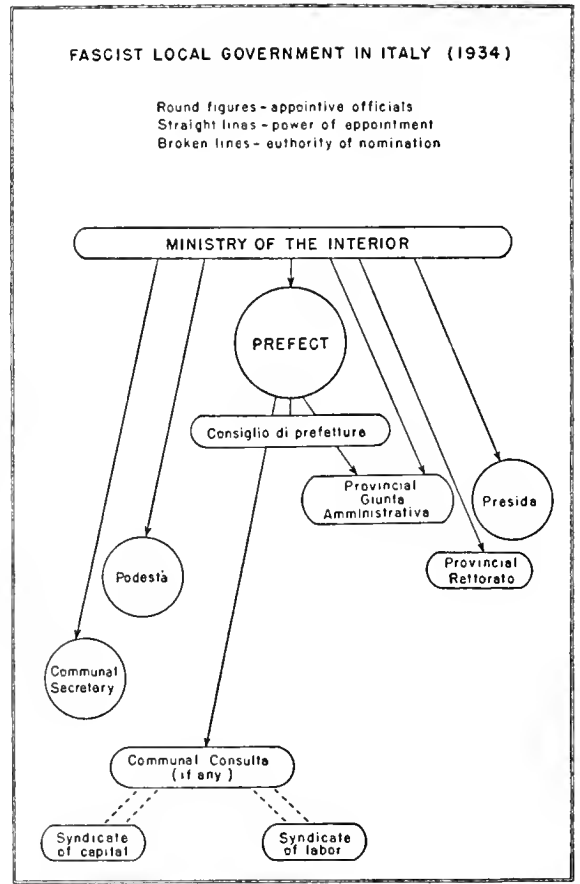 FASCIST LOCAL GOVERNMENT IN ITALY (1934)
Round figures - appointive officials
Straight lines - power of appointment
Broken lines - authority of nomination
MINISTRY OF THE INTERIOR
PREFECT
Consiglio di prefetture
Provincial
Giunta
Amministrativa
Presida
Provincial
Rettorato
Podestà
Communal
Secretary
Communal Consulta
(if any)
Syndicate
of capital
Syndicate
of labor